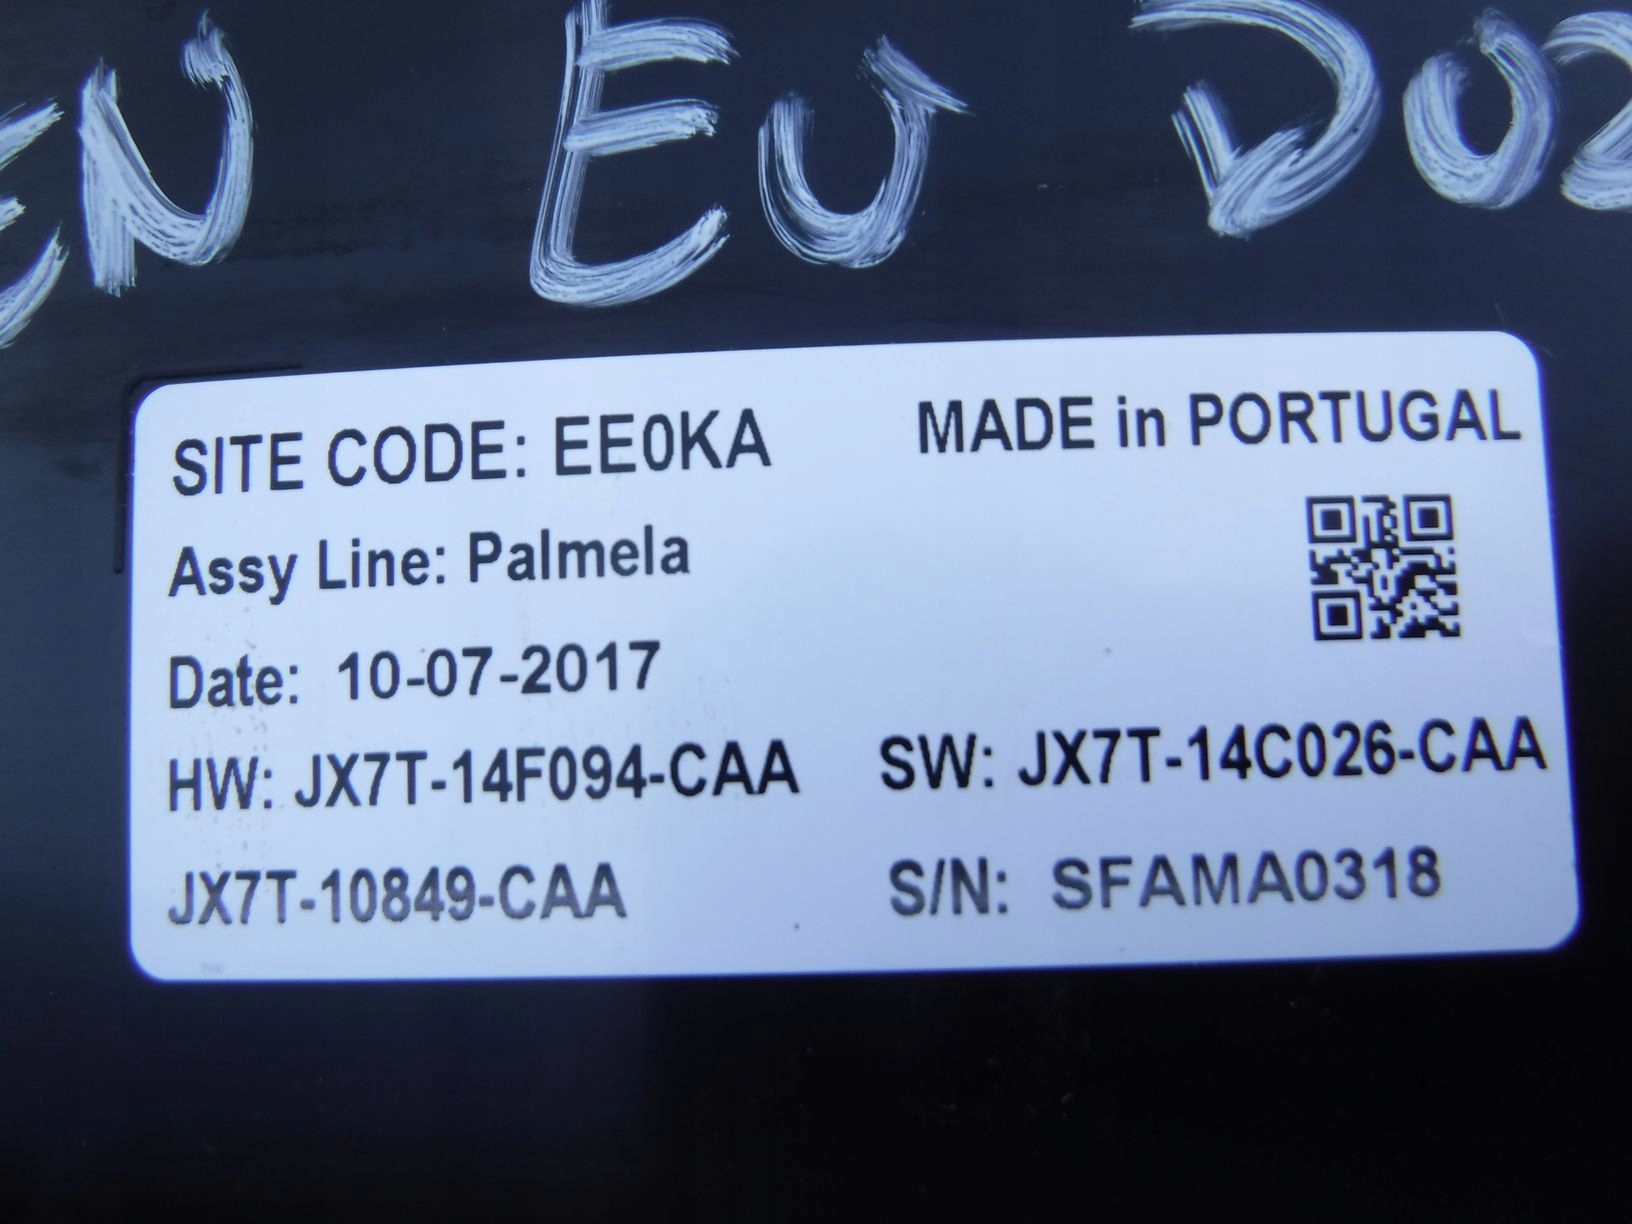 EN EU DO2
SITE CODE: EE0KA MADE in PORTUGAL
Assy Line: Palmela
Date: 10-07-2017
HW: JX7T-14F094-CAA SW: JX7T-14C026-CAA
JX7T-10849-CAA S/N: SFAMA0318